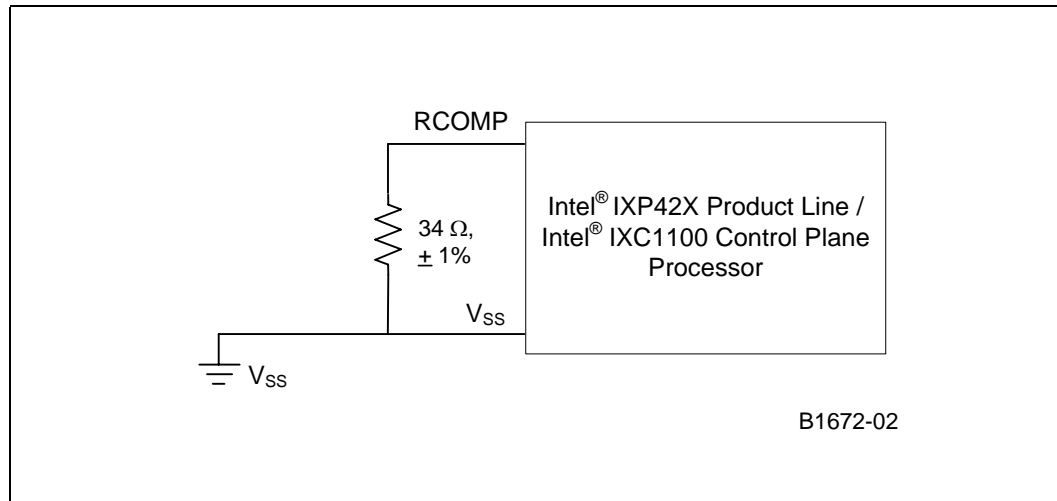 RCOMP
34 Ω,
± 1%
Intel® IXP42X Product Line /
Intel® IXC1100 Control Plane
Processor
VSS
VSS
B1672-02